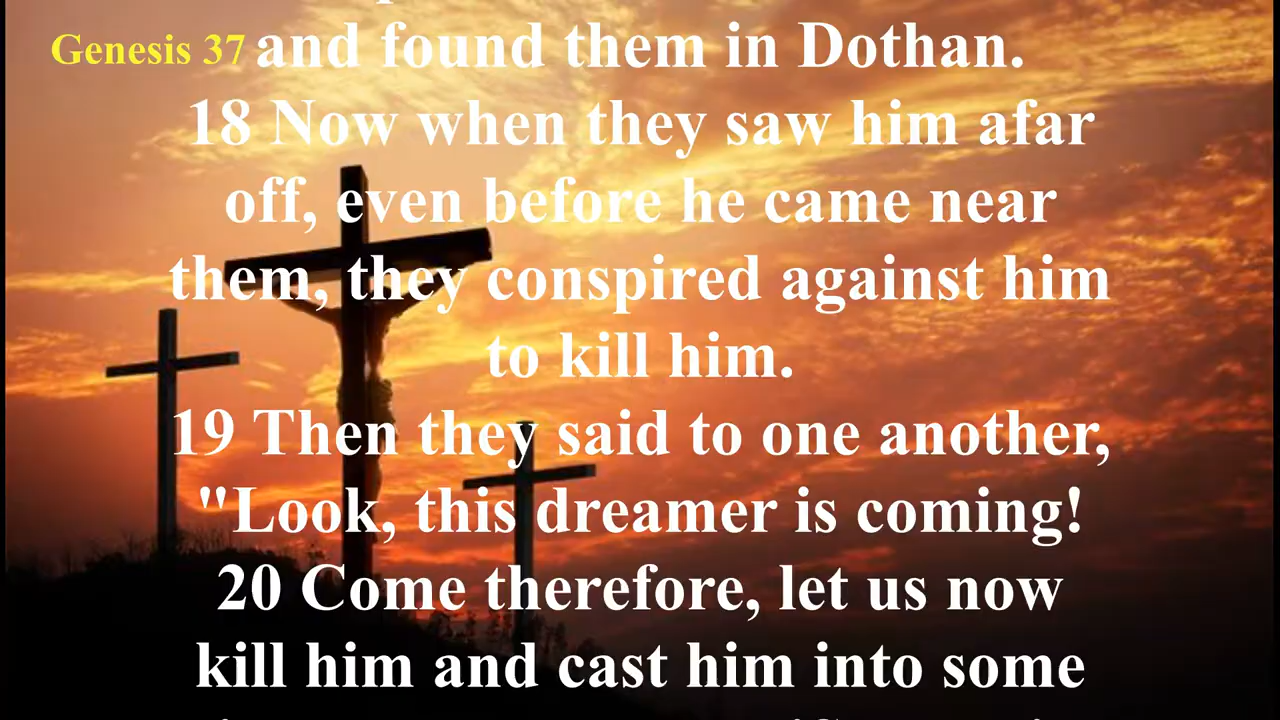 Genesis 37
and found them in Dothan.
18 Now when they saw him afar
off, even before he came near
them, they conspired against him
to kill him.
19 Then they said to one another,
"Look, this dreamer is coming!
20 Come therefore, let us now
kill him and cast him into some